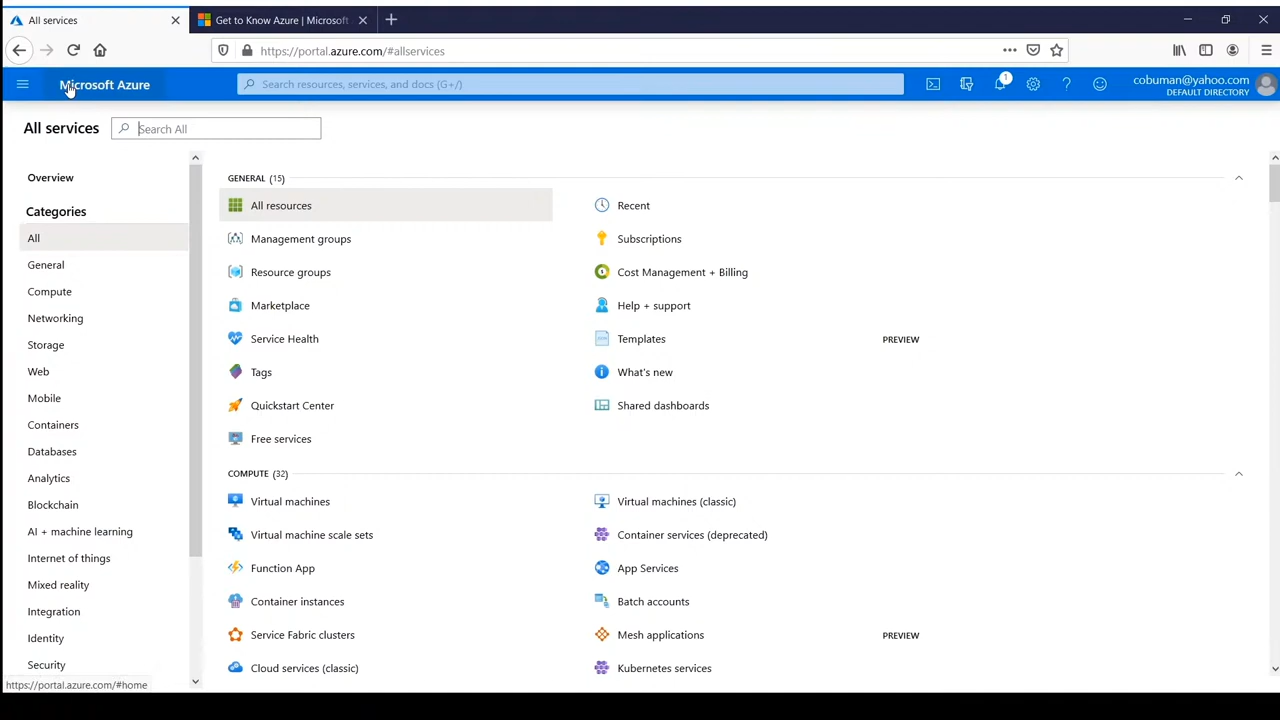 All services
Get to Know Azure | Microsoft
https://portal.azure.com/#allservices
Microsoft Azure
Search resources, services, and docs (G+/)
1
cobuman@yahoo.com
DEFAULT DIRECTORY
All services
Search All
Overview
Categories
All
General
Compute
Networking
Storage
Web
Mobile
Containers
Databases
Analytics
Blockchain
AI + machine learning
Internet of things
Mixed reality
Integration
Identity
Security
GENERAL (15)
All resources
Recent
Management groups
Subscriptions
Resource groups
Cost Management + Billing
Marketplace
Help + support
Service Health
Templates PREVIEW
Tags
What's new
Quickstart Center
Shared dashboards
Free services
COMPUTE (32)
Virtual machines
Virtual machines (classic)
Virtual machine scale sets
Container services (deprecated)
Function App
App Services
Container instances
Batch accounts
Service Fabric clusters
Mesh applications PREVIEW
Cloud services (classic)
Kubernetes services
https://portal.azure.com/#home